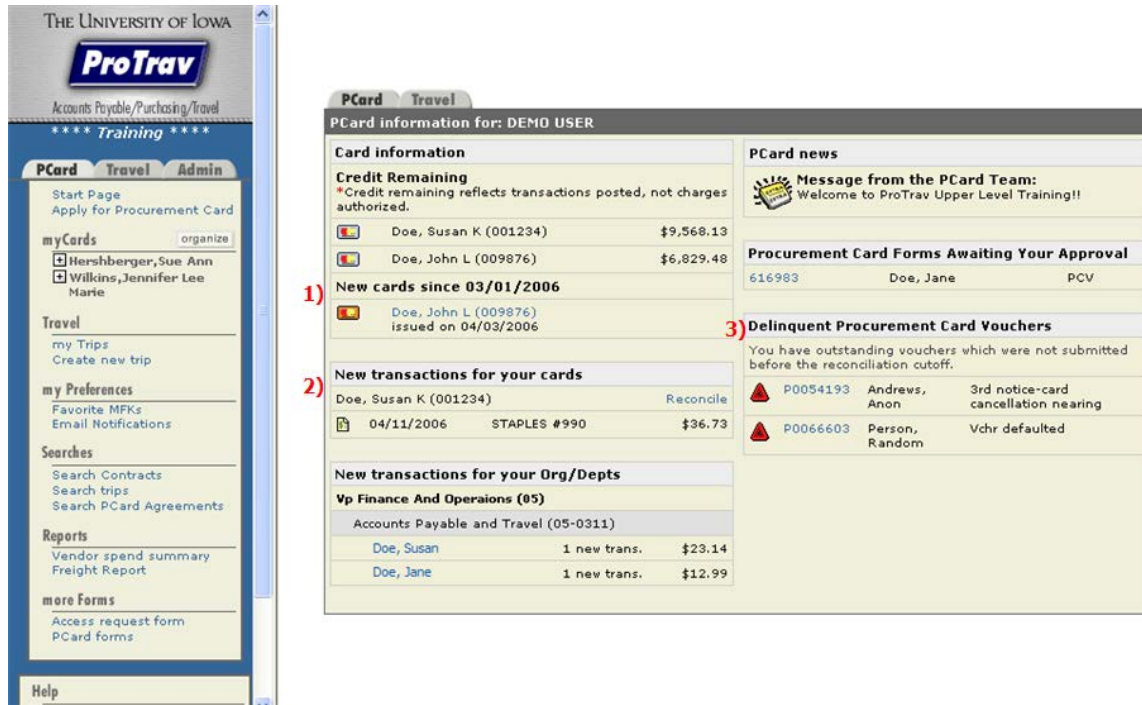 THE UNIVERSITY OF IOWA
ProTrav
Accounts Payable/Purchasing/Travel
**** Training ****
PCard Travel Admin
Start Page
Apply for Procurement Card
myCards organize
Hershberger,Sue Ann
Wilkins,Jennifer Lee
Marie
Travel
my Trips
Create new trip
my Preferences
Favorite MFKs
Email Notifications
Searches
Search Contracts
Search trips
Search PCard Agreements
Reports
Vendor spend summary
Freight Report
more Forms
Access request form
PCard forms
Help
PCard Travel
PCard information for: DEMO USER
Card information
Credit Remaining
*Credit remaining reflects transactions posted, not charges
authorized.
Doe, Susan K (001234) $9,568.13
Doe, John L (009876) $6,829.48
1) New cards since 03/01/2006
Doe, John L (009876)
issued on 04/03/2006
2) New transactions for your cards
Doe, Susan K (001234) Reconcile
04/11/2006 STAPLES #990 $36.73
New transactions for your Org/Depts
Vp Finance And Operaions (05)
Accounts Payable and Travel (05-0311)
Doe, Susan 1 new trans. $23.14
Doe, Jane 1 new trans. $12.99
PCard news
Message from the PCard Team:
Welcome to ProTrav Upper Level Training!!
Procurement Card Forms Awaiting Your Approval
616983 Doe, Jane PCV
3) Delinquent Procurement Card Vouchers
You have outstanding vouchers which were not submitted
before the reconciliation cutoff.
P0054193 Andrews, 3rd notice-card
Anon cancellation nearing
P0066603 Person, Vchr defaulted
Random